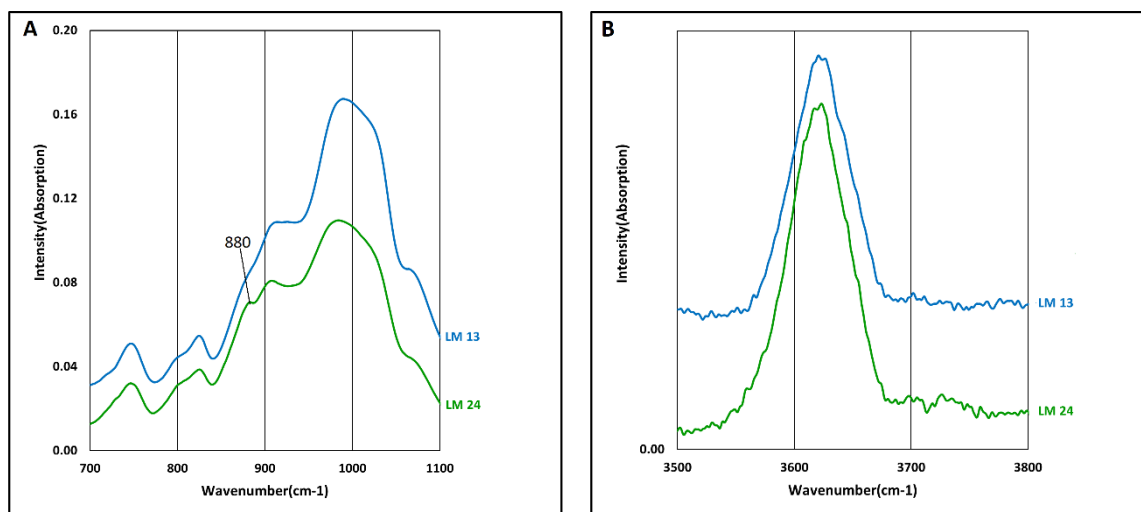 A
Intensity(Absorption)
0.20
0.16
0.12
0.08
0.04
0.00
880
LM 13
LM 24
700 800 900 1000 1100
Wavenumber(cm-1)
B
Intensity(Absorption)
0.00
LM 13
LM 24
3500 3600 3700 3800
Wavenumber(cm-1)